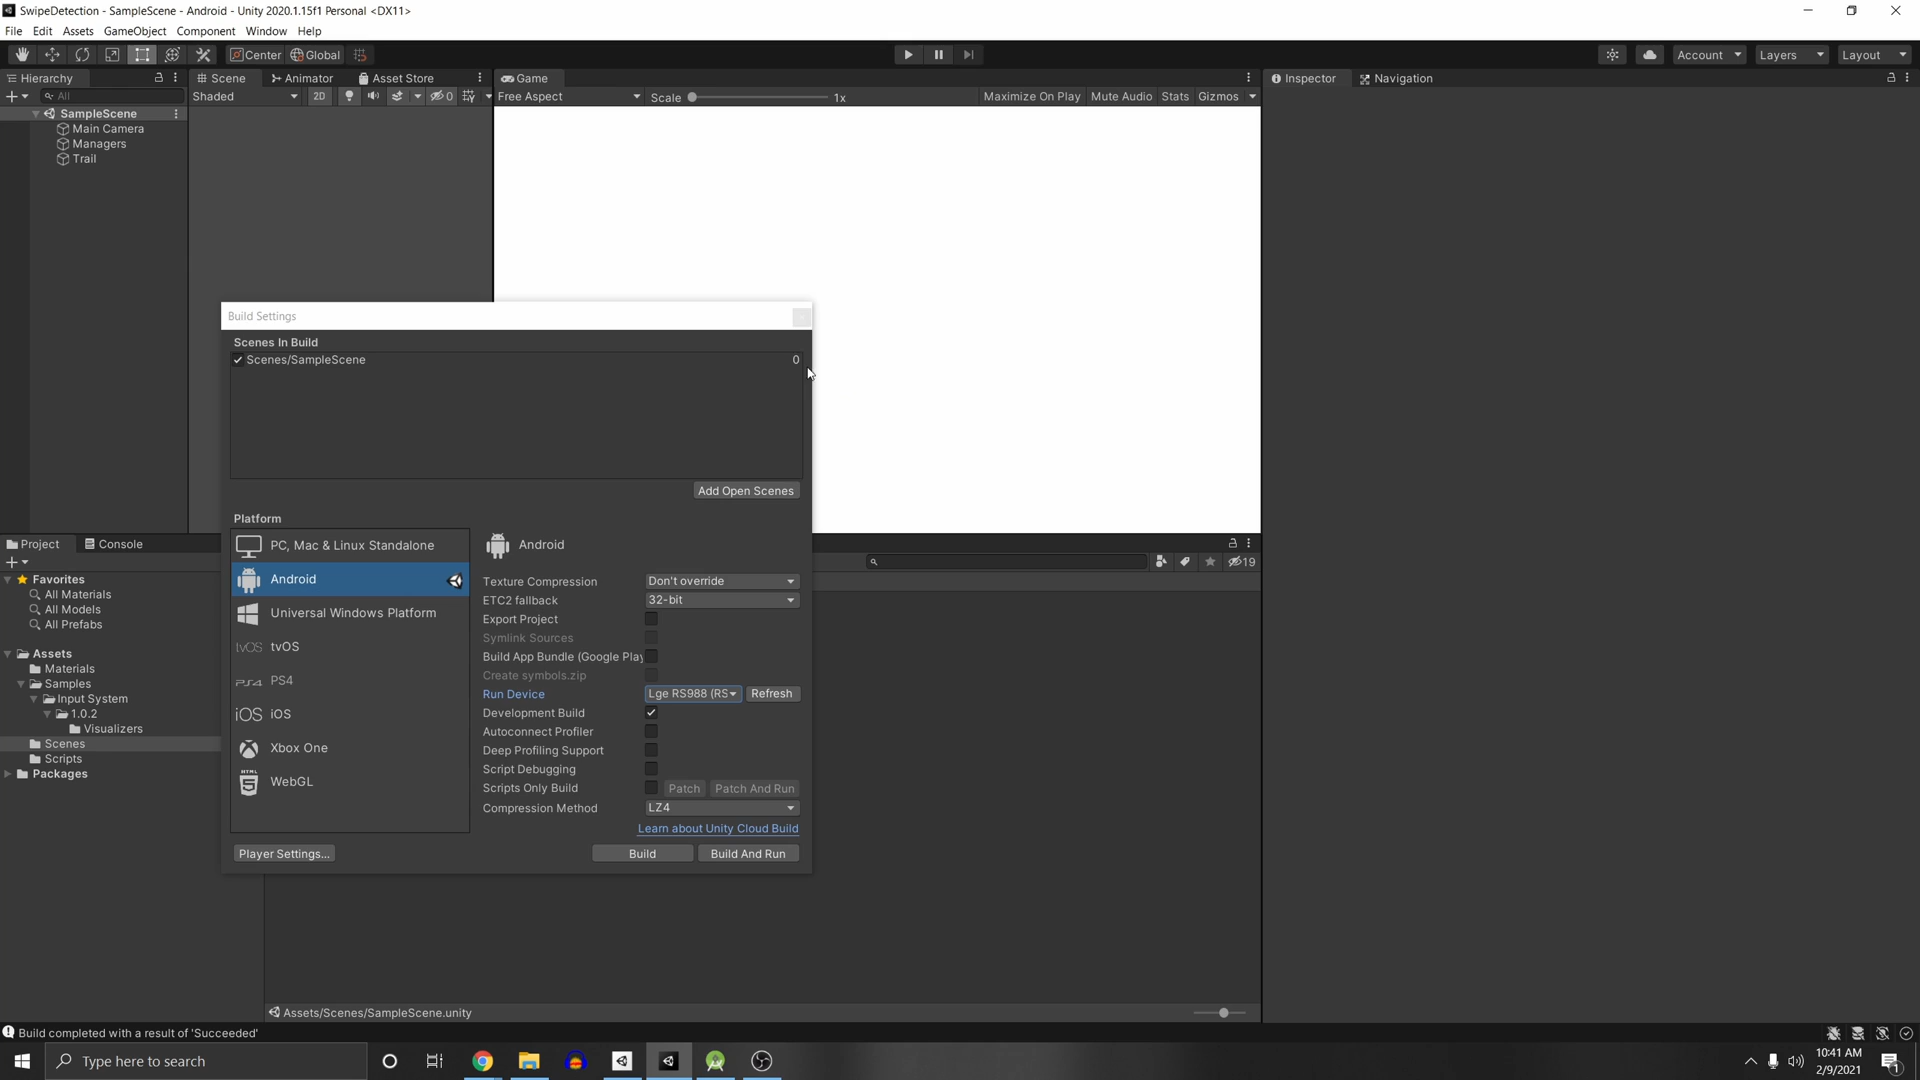 SwipeDetection - SampleScene - Android - Unity 2020.1.15f1 Personal <DX11>
File Edit Assets GameObject Component Window Help
Center Global Account Layers Layout
Hierarchy Scene Animator Asset Store Game Inspector Navigation
All Shaded 2D 0 Free Aspect Scale 1x Maximize On Play Mute Audio Stats Gizmos
SampleScene
Main Camera
Managers
Trail
Build Settings
Scenes In Build
Scenes/SampleScene 0
Add Open Scenes
Platform
PC, Mac & Linux Standalone
Android
Universal Windows Platform
tvOS tvOS
PS4 PS4
iOS iOS
Xbox One
HTML 5 WebGL
Android
Texture Compression Don't override
ETC2 fallback 32-bit
Export Project
Symlink Sources
Build App Bundle (Google Play
Create symbols.zip
Run Device Lge RS988 (RS Refresh
Development Build
Autoconnect Profiler
Deep Profiling Support
Script Debugging
Scripts Only Build Patch Patch And Run
Compression Method LZ4
Learn about Unity Cloud Build
Player Settings... Build Build And Run
Project Console
19
Favorites
All Materials
All Models
All Prefabs
Assets
Materials
Samples
Input System
1.0.2
Visualizers
Scenes
Scripts
Packages
Assets/Scenes/SampleScene.unity
Build completed with a result of 'Succeeded'
Type here to search
10:41 AM
2/9/2021
1